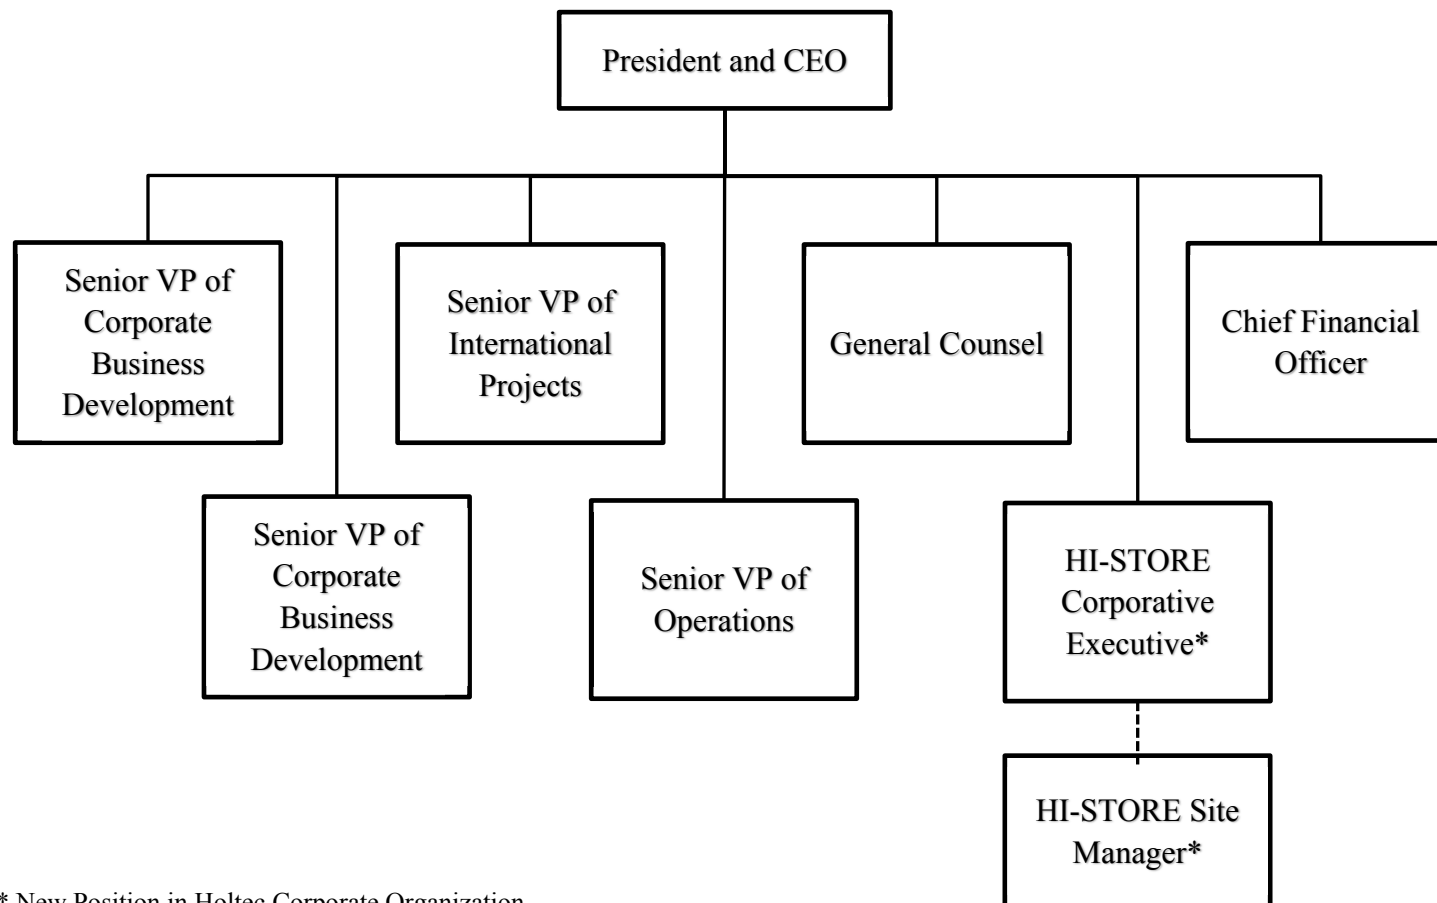 President and CEO
Senior VP of
Corporate
Business
Development
Senior VP of
International
Projects
General Counsel
Chief Financial
Officer
Senior VP of
Corporate
Business
Development
Senior VP of
Operations
HI-STORE
Corporative
Executive*
HI-STORE Site
Manager*
* New Position in Holtec Corporate Organization